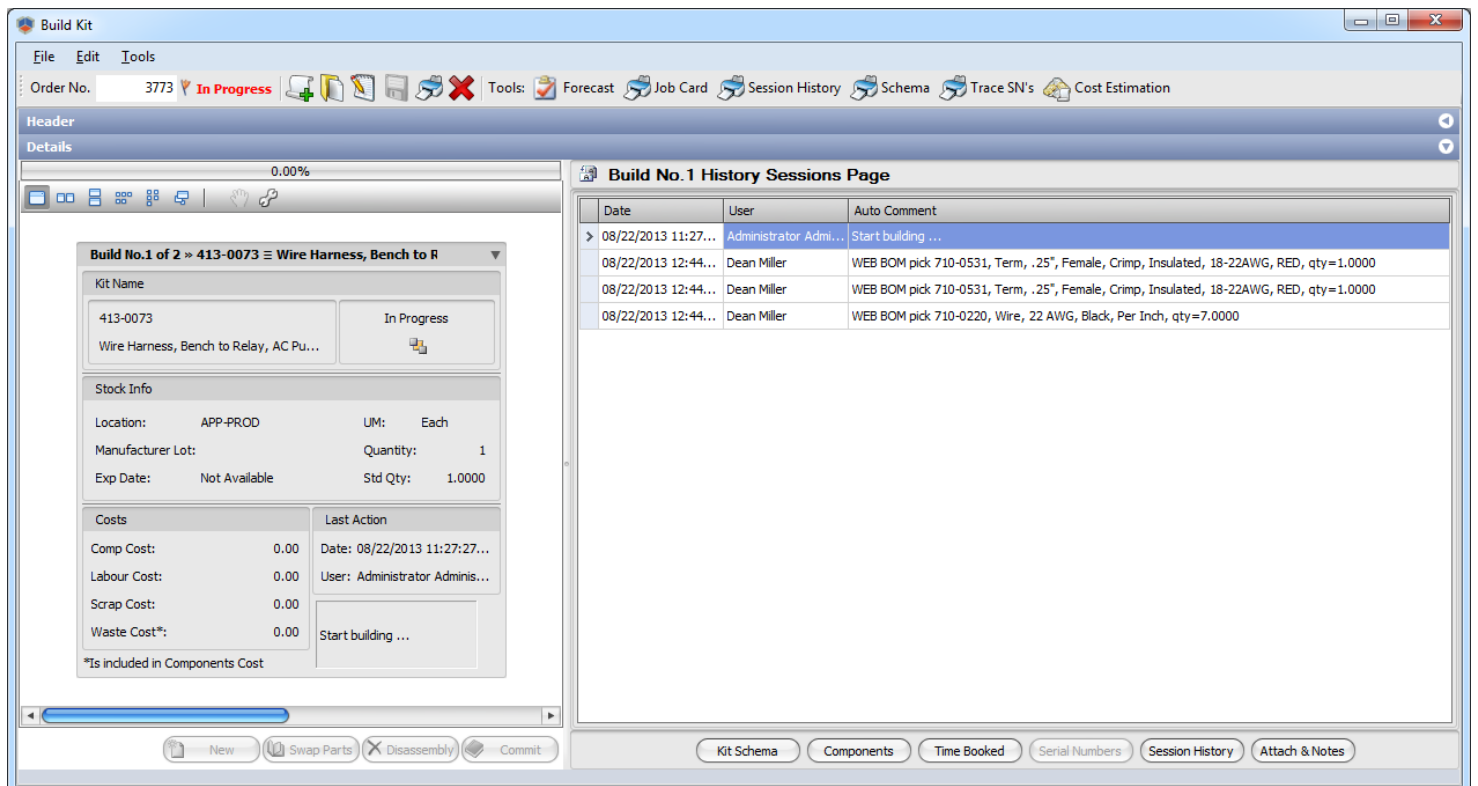 Build Kit
File Edit Tools
Order No. 3773 In Progress Tools: Forecast Job Card Session History Schema Trace SN's Cost Estimation
Header
Details
0.00%
Build No.1 of 2 » 413-0073 ≡ Wire Harness, Bench to R
Kit Name
413-0073 In Progress
Wire Harness, Bench to Relay, AC Pu...
Stock Info
Location: APP-PROD UM: Each
Manufacturer Lot: Quantity: 1
Exp Date: Not Available Std Qty: 1.0000
Costs
Comp Cost: 0.00
Labour Cost: 0.00
Scrap Cost: 0.00
Waste Cost*: 0.00
*Is included in Components Cost
Last Action
Date: 08/22/2013 11:27:27...
User: Administrator Adminis...
Start building ...
New Swap Parts Disassembly Commit
Build No.1 History Sessions Page
Date User Auto Comment
08/22/2013 11:27... Administrator Admi... Start building ...
08/22/2013 12:44... Dean Miller WEB BOM pick 710-0531, Term, .25", Female, Crimp, Insulated, 18-22AWG, RED, qty=1.0000
08/22/2013 12:44... Dean Miller WEB BOM pick 710-0531, Term, .25", Female, Crimp, Insulated, 18-22AWG, RED, qty=1.0000
08/22/2013 12:44... Dean Miller WEB BOM pick 710-0220, Wire, 22 AWG, Black, Per Inch, qty=7.0000
Kit Schema Components Time Booked Serial Numbers Session History Attach & Notes